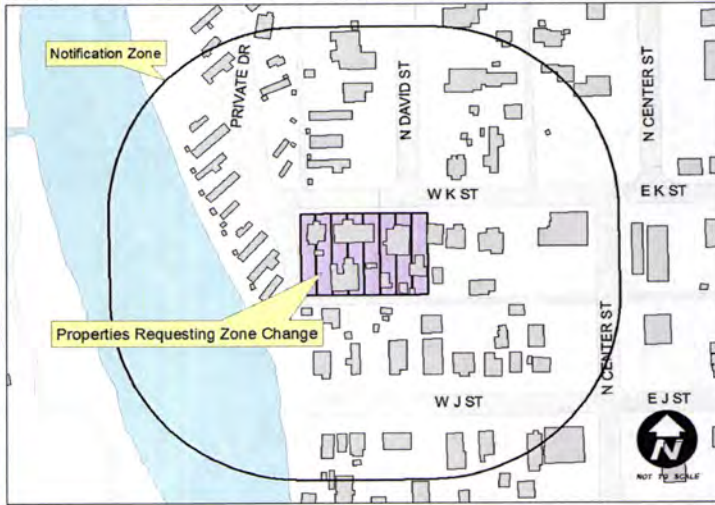 Notification Zone
PRIVATE DR
N DAVID ST
N CENTER ST
W K ST
E K ST
Properties Requesting Zone Change
N CENTER ST
W J ST
E J ST
N
NOT TO SCALE